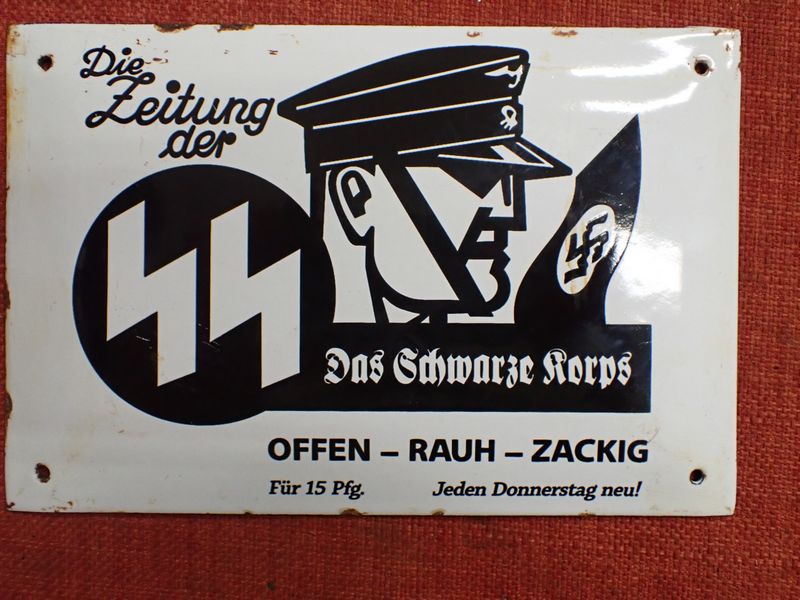 Die
Zeitung
der
SS
Das Schwarze Korps
OFFEN – RAUH – ZACKIG
Für 15 Pfg. Jeden Donnerstag neu!